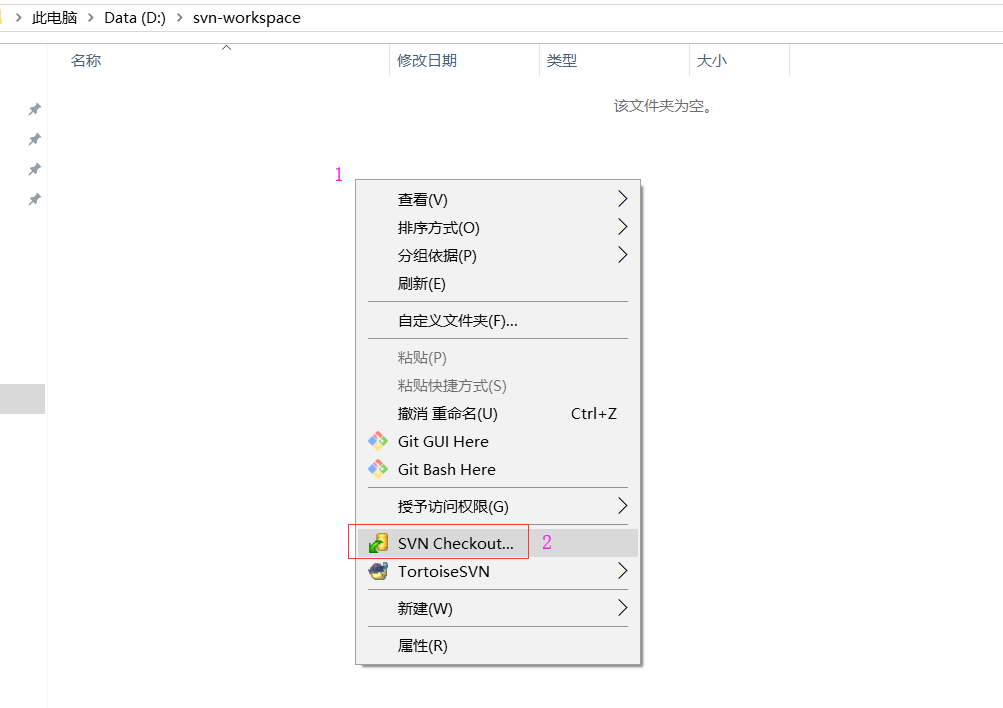 此电脑 > Data (D:) > svn-workspace
名称 修改日期 类型 大小
该文件夹为空。
1
查看(V)
排序方式(O)
分组依据(P)
刷新(E)
自定义文件夹(F)...
粘贴(P)
粘贴快捷方式(S)
撤消 重命名(U) Ctrl+Z
Git GUI Here
Git Bash Here
授予访问权限(G)
SVN Checkout... 2
TortoiseSVN
新建(W)
属性(R)